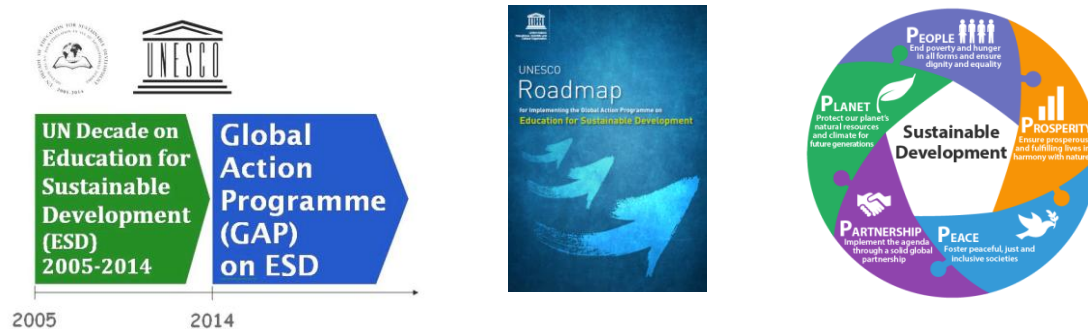 UNESCO
UN Decade on
Education for
Sustainable
Development
(ESD)
2005-2014
Global
Action
Programme
(GAP)
on ESD
2005
2014
UNESCO
Roadmap
for Implementing the Global Action Programme on
Education for Sustainable Development
PEOPLE
End poverty and hunger
in all forms and ensure
dignity and equality
PLANET
Protect our planet's
natural resources
and climate for
future generations
PROSPERITY
Ensure prosperous
and fulfilling lives in
harmony with nature
Sustainable
Development
PARTNERSHIP
Implement the agenda
through a solid global
partnership
PEACE
Foster peaceful, just and
inclusive societies